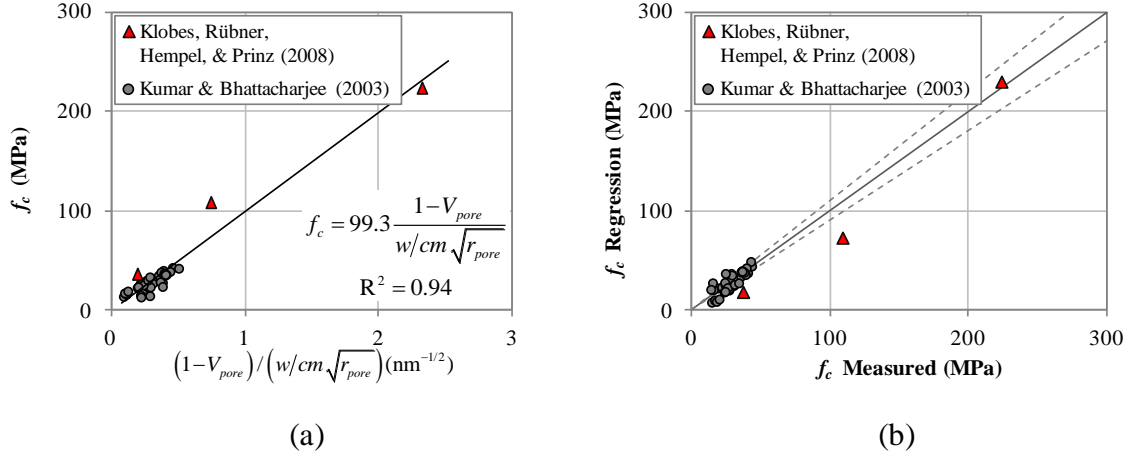 300
200
100
0
0
1
2
3
f_c (MPa)
Klobes, Rübner,
Hempel, & Prinz (2008)
Kumar & Bhattacharjee (2003)
f_c = 99.3 (1−V_pore)/(w/cm√r_pore)
R² = 0.94
(1−V_pore)/(w/cm√r_pore)(nm^−1/2)
(a)
300
200
100
0
0
100
200
300
f_c Regression (MPa)
Klobes, Rübner,
Hempel, & Prinz (2008)
Kumar & Bhattacharjee (2003)
f_c Measured (MPa)
(b)